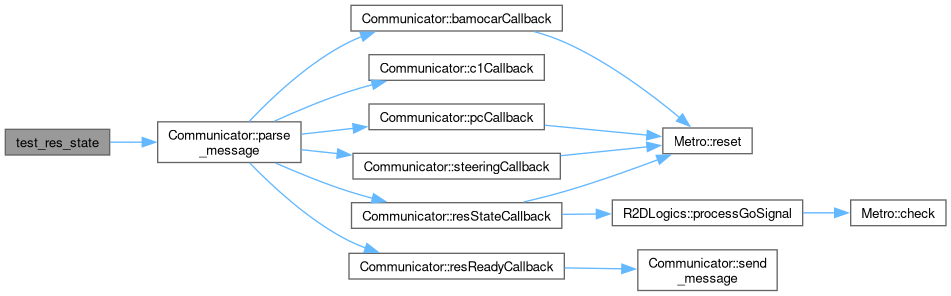 Communicator::bamocarCallback
Communicator::c1Callback
Communicator::pcCallback
test_res_state
Communicator::parse
_message
Metro::reset
Communicator::steeringCallback
Communicator::resStateCallback
R2DLogics::processGoSignal
Metro::check
Communicator::resReadyCallback
Communicator::send
_message